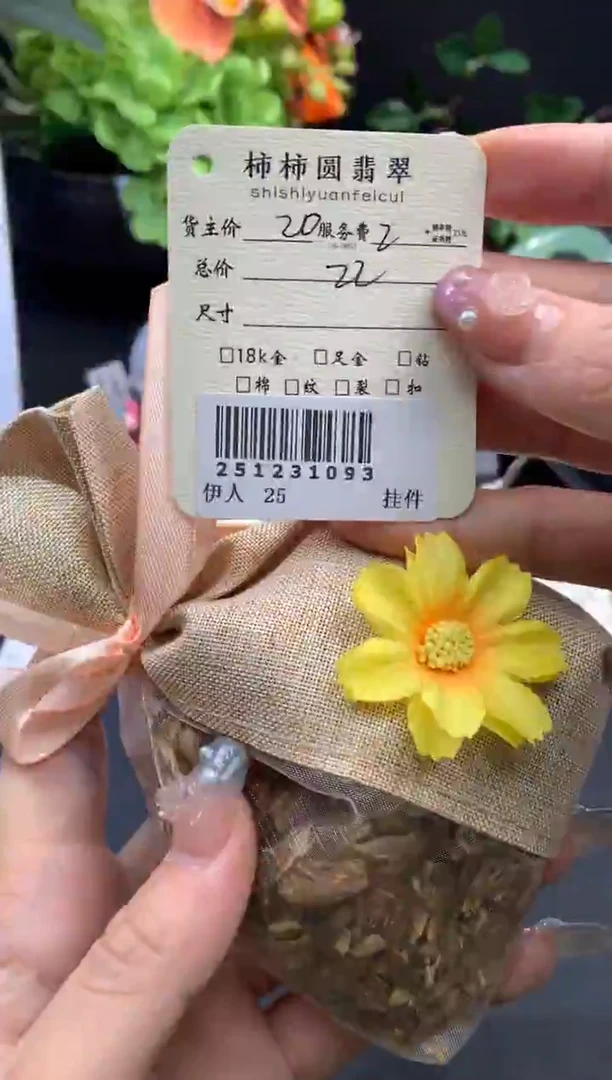 柿柿圆翡翠
shishiyuanfeicui
货主价 20 服务费 2
总价 22
尺寸
□18k金 □足金 □钻
□棉 □纹 □裂 □扣
251231093
伊人 25 挂件